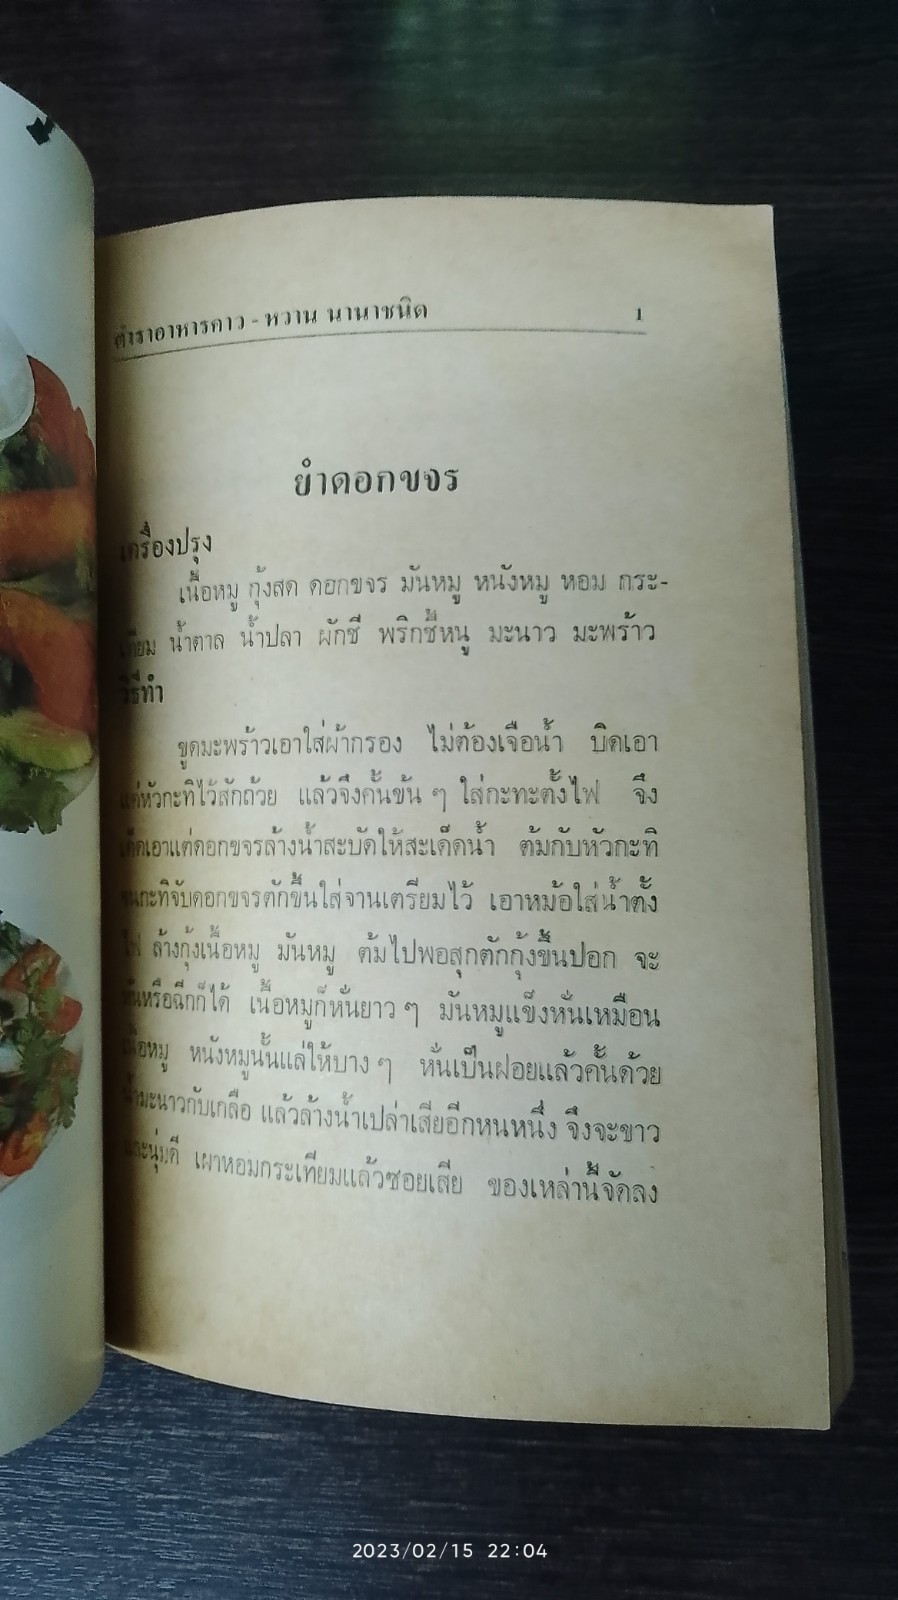 ตำราอาหารคาว - หวาน นานาชนิด 1
ยำดอกขจร
เครื่องปรุง
เนื้อหมู กุ้งสด ดอกขจร มันหมู หนังหมู หอม กระ-
เทียม น้ำตาล น้ำปลา ผักชี พริกขี้หนู มะนาว มะพร้าว
วิธีทำ
ขูดมะพร้าวเอาใส่ผ้ากรอง ไม่ต้องเจือน้ำ บิดเอา
แต่หัวกะทิไว้สักถ้วย แล้วจึงคั้นข้น ๆ ใส่กะทะตั้งไฟ จึง
เด็ดเอาแต่ดอกขจรล้างน้ำสะบัดให้สะเด็ดน้ำ ต้มกับหัวกะทิ
จนกะทิจับดอกขจรตักขึ้นใส่จานเตรียมไว้ เอาหม้อใส่น้ำตั้ง
ไฟ ล้างกุ้งเนื้อหมู มันหมู ต้มไปพอสุกตักกุ้งขึ้นปอก จะ
หั่นหรือฉีกก็ได้ เนื้อหมูก็หั่นยาว ๆ มันหมูแข็งหั่นเหมือน
เนื้อหมู หนังหมูนั้นแล่ให้บาง ๆ หั่นเป็นฝอยแล้วคั้นด้วย
น้ำมะนาวกับเกลือ แล้วล้างน้ำเปล่าเสียอีกหนหนึ่ง จึงจะขาว
และนุ่มดี เผาหอมกระเทียมแล้วซอยเสีย ของเหล่านี้จัดลง
2023/02/15 22:04